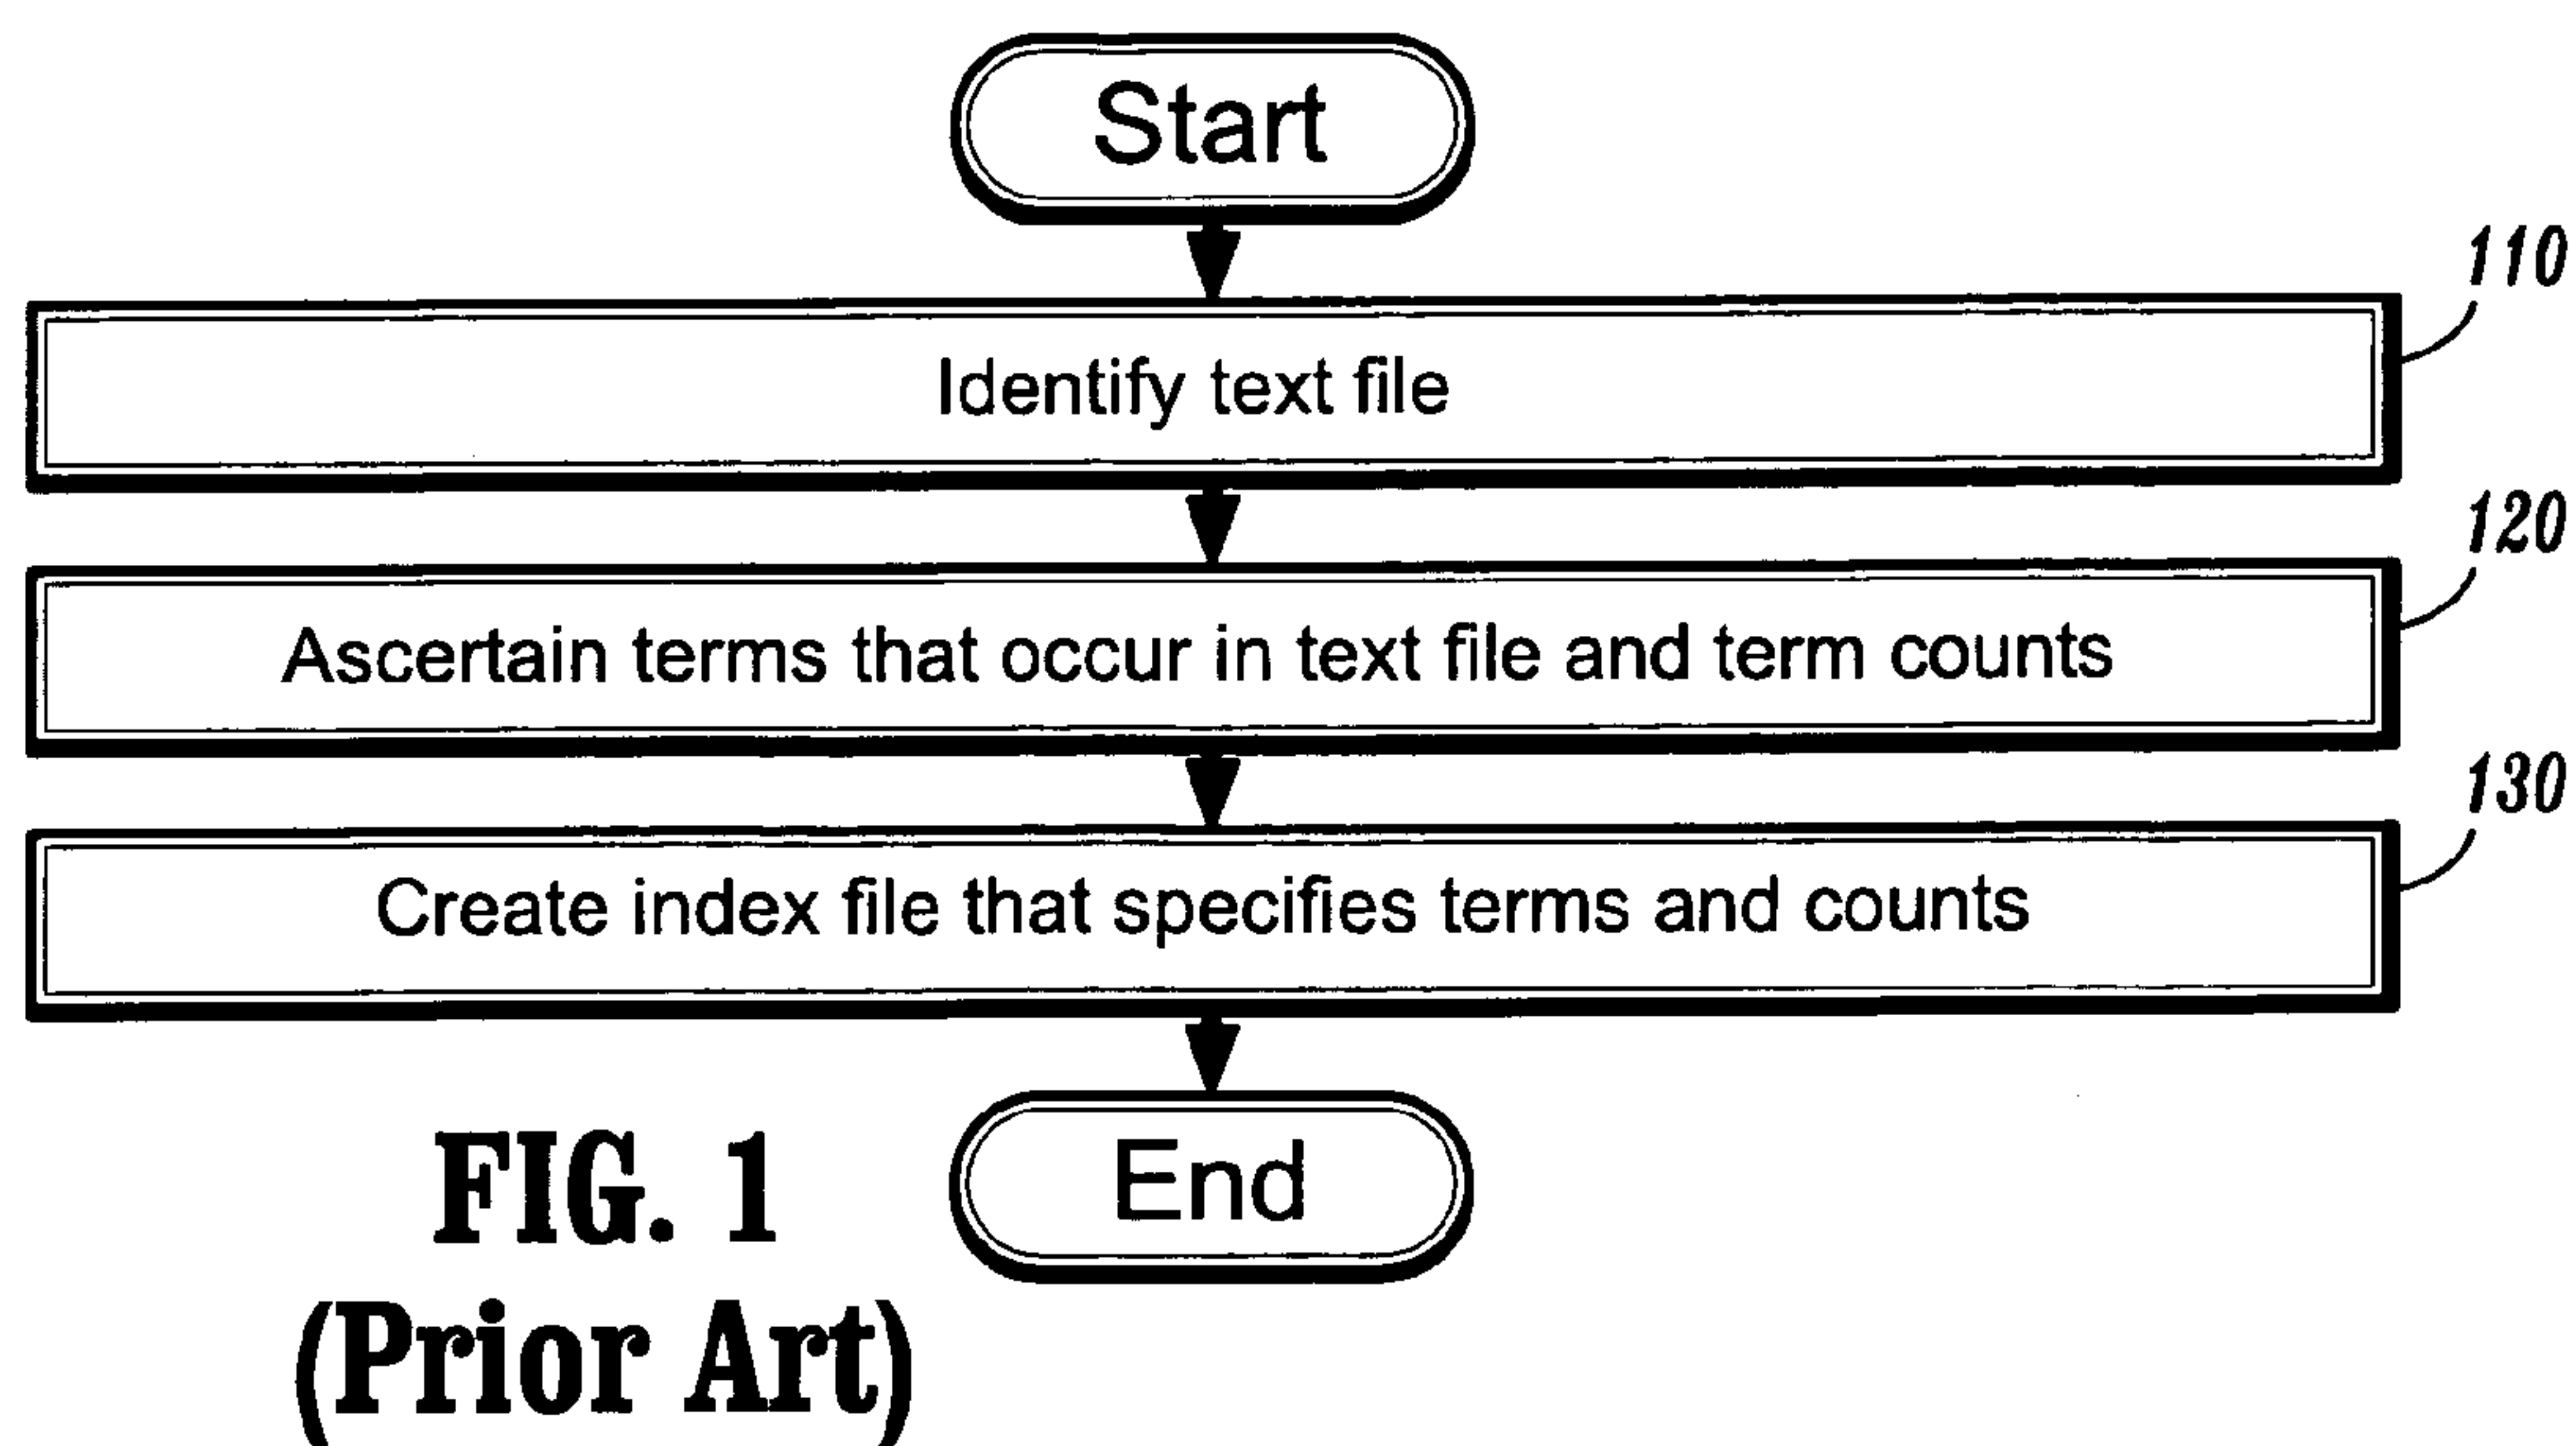 Start
110
Identify text file
120
Ascertain terms that occur in text file and term counts
130
Create index file that specifies terms and counts
End
FIG. 1
(Prior Art)